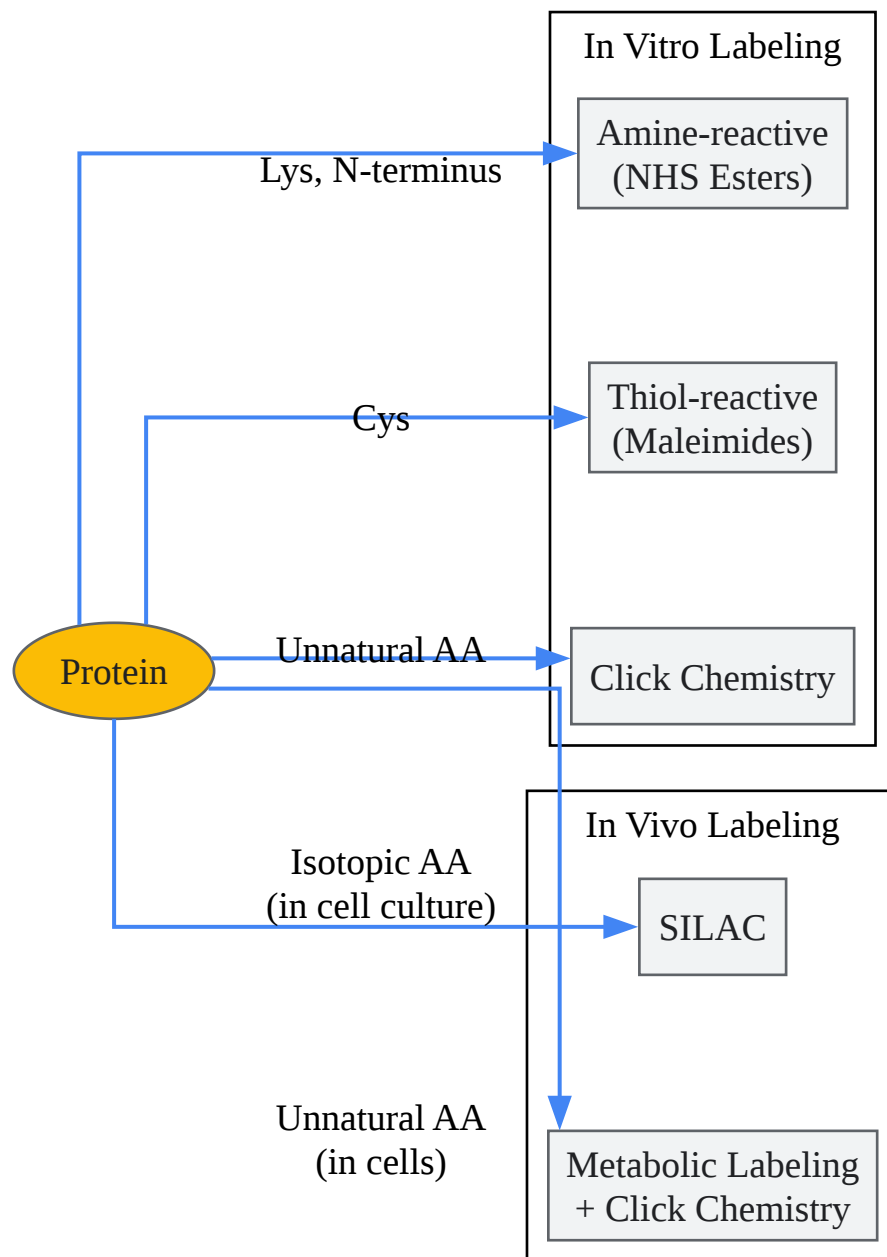 In Vitro Labeling
Amine-reactive
(NHS Esters)
Lys, N-terminus
Thiol-reactive
(Maleimides)
Cys
Unnatural AA
Protein
Click Chemistry
In Vivo Labeling
Isotopic AA
(in cell culture)
SILAC
Unnatural AA
(in cells)
Metabolic Labeling
+ Click Chemistry